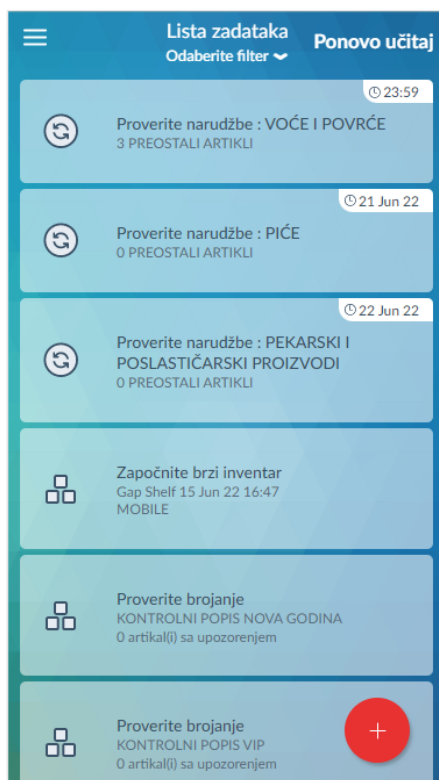 Lista zadataka
Odaberite filter
Ponovo učitaj
23:59
Proverite narudžbe : VOĆE I POVRĆE
3 PREOSTALI ARTIKLI
21 Jun 22
Proverite narudžbe : PIĆE
0 PREOSTALI ARTIKLI
22 Jun 22
Proverite narudžbe : PEKARSKI I
POSLASTIČARSKI PROIZVODI
0 PREOSTALI ARTIKLI
Započnite brzi inventar
Gap Shelf 15 Jun 22 16:47
MOBILE
Proverite brojanje
KONTROLNI POPIS NOVA GODINA
0 artikal(i) sa upozorenjem
Proverite brojanje
KONTROLNI POPIS VIP
0 artikal(i) sa upozorenjem